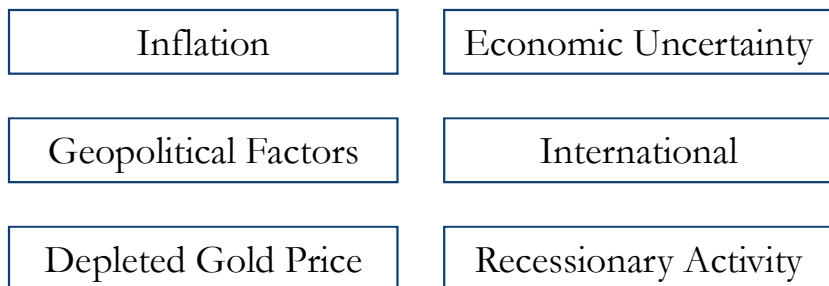 Inflation
Economic Uncertainty
Geopolitical Factors
International
Depleted Gold Price
Recessionary Activity